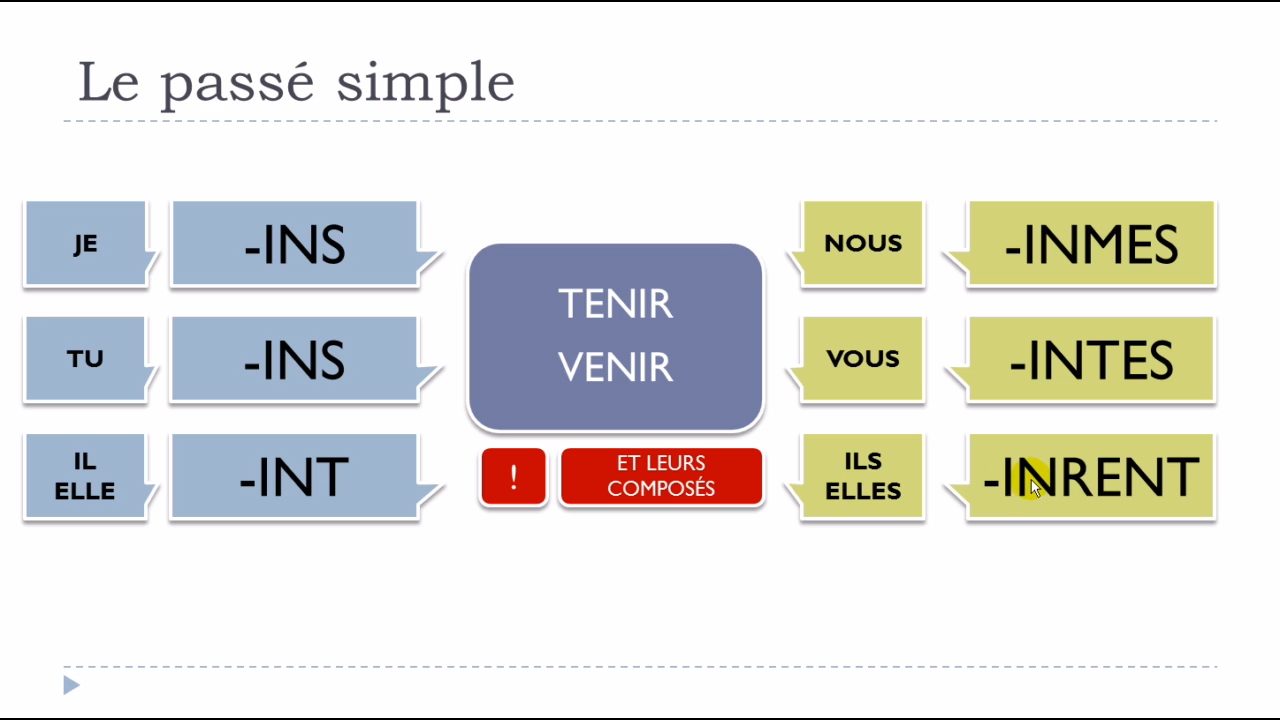 Le passé simple
JE
-INS
TU
-INS
IL
ELLE
-INT
TENIR
VENIR
!
ET LEURS
COMPOSÉS
NOUS
-INMES
VOUS
-INTES
ILS
ELLES
-INRENT